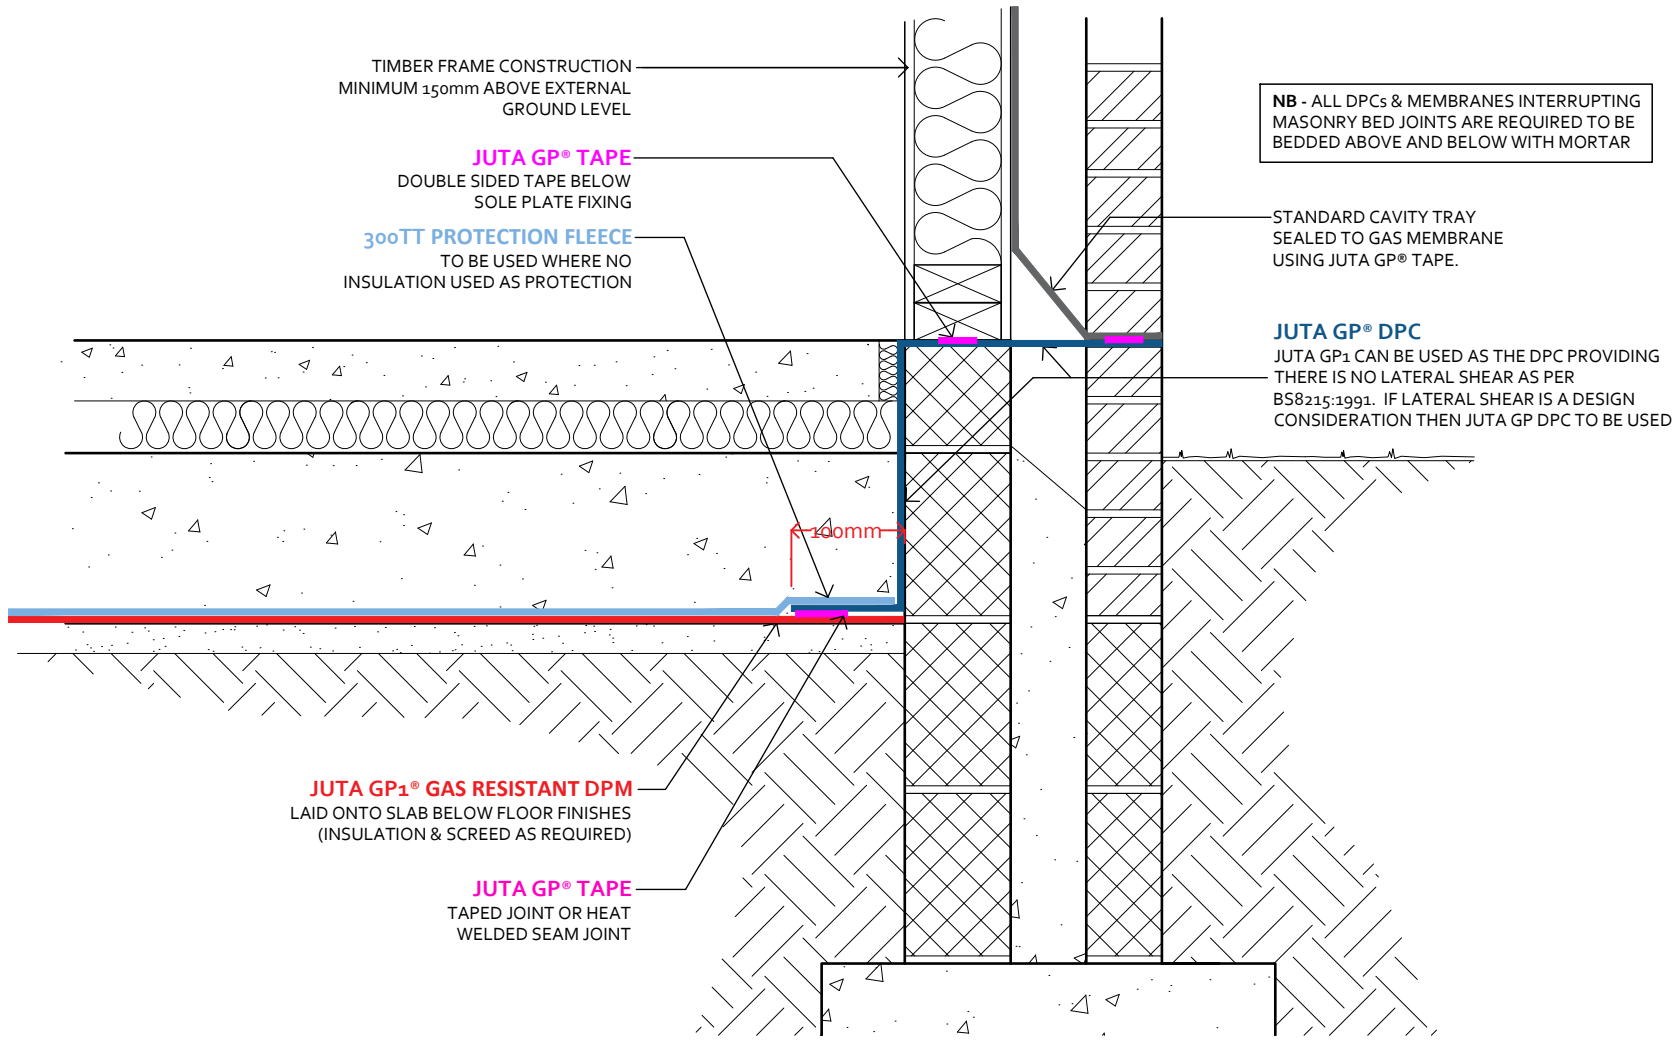 TIMBER FRAME CONSTRUCTION
MINIMUM 150mm ABOVE EXTERNAL
GROUND LEVEL
JUTA GP® TAPE
DOUBLE SIDED TAPE BELOW
SOLE PLATE FIXING
300TT PROTECTION FLEECE
TO BE USED WHERE NO
INSULATION USED AS PROTECTION
NB - ALL DPCs & MEMBRANES INTERRUPTING
MASONRY BED JOINTS ARE REQUIRED TO BE
BEDDED ABOVE AND BELOW WITH MORTAR
STANDARD CAVITY TRAY
SEALED TO GAS MEMBRANE
USING JUTA GP® TAPE.
JUTA GP® DPC
JUTA GP1 CAN BE USED AS THE DPC PROVIDING
THERE IS NO LATERAL SHEAR AS PER
BS8215:1991. IF LATERAL SHEAR IS A DESIGN
CONSIDERATION THEN JUTA GP DPC TO BE USED
100mm
JUTA GP1® GAS RESISTANT DPM
LAID ONTO SLAB BELOW FLOOR FINISHES
(INSULATION & SCREED AS REQUIRED)
JUTA GP® TAPE
TAPED JOINT OR HEAT
WELDED SEAM JOINT